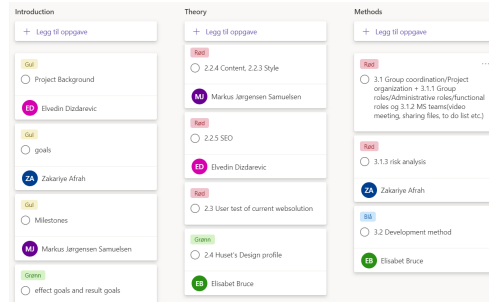 Introduction
+ Legg til oppgave
Gul
Project Background
ED Elvedin Dizdarevic
Gul
goals
ZA Zakariye Afrah
Gul
Milestones
MJ Markus Jørgensen Samuelsen
Grønn
effect goals and result goals
Theory
+ Legg til oppgave
Rød
2.2.4 Content, 2.2.3 Style
MJ Markus Jørgensen Samuelsen
Rød
2.2.5 SEO
ED Elvedin Dizdarevic
Rød
2.3 User test of current websolution
Grønn
2.4 Huset's Design profile
EB Elisabet Bruce
Methods
+ Legg til oppgave
Rød ...
3.1 Group coordination/Project
organization + 3.1.1 Group
roles/Administrative roles/functional
roles og 3.1.2 MS teams(video
meeting, sharing files, to do list etc.)
Rød
3.1.3 risk analysis
ZA Zakariye Afrah
Blå
3.2 Development method
EB Elisabet Bruce